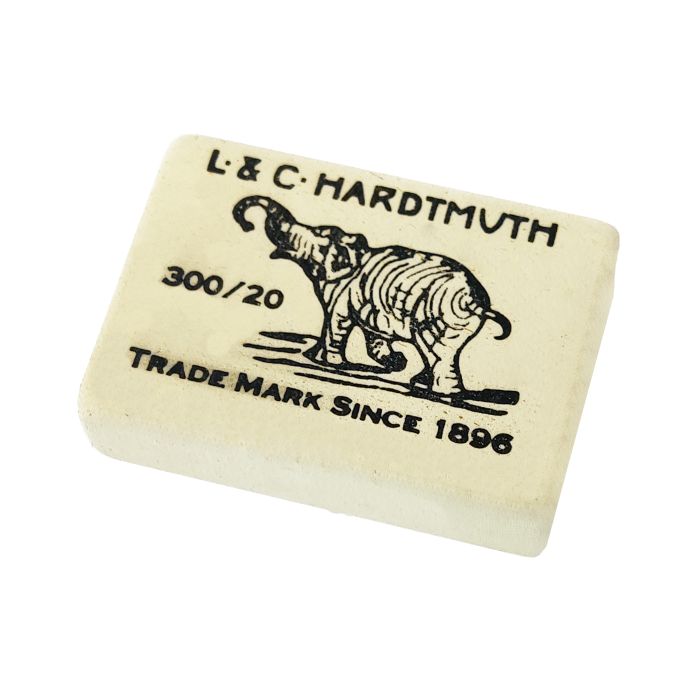 L. & C. HARDTMUTH
300/20
TRADE MARK SINCE 1896